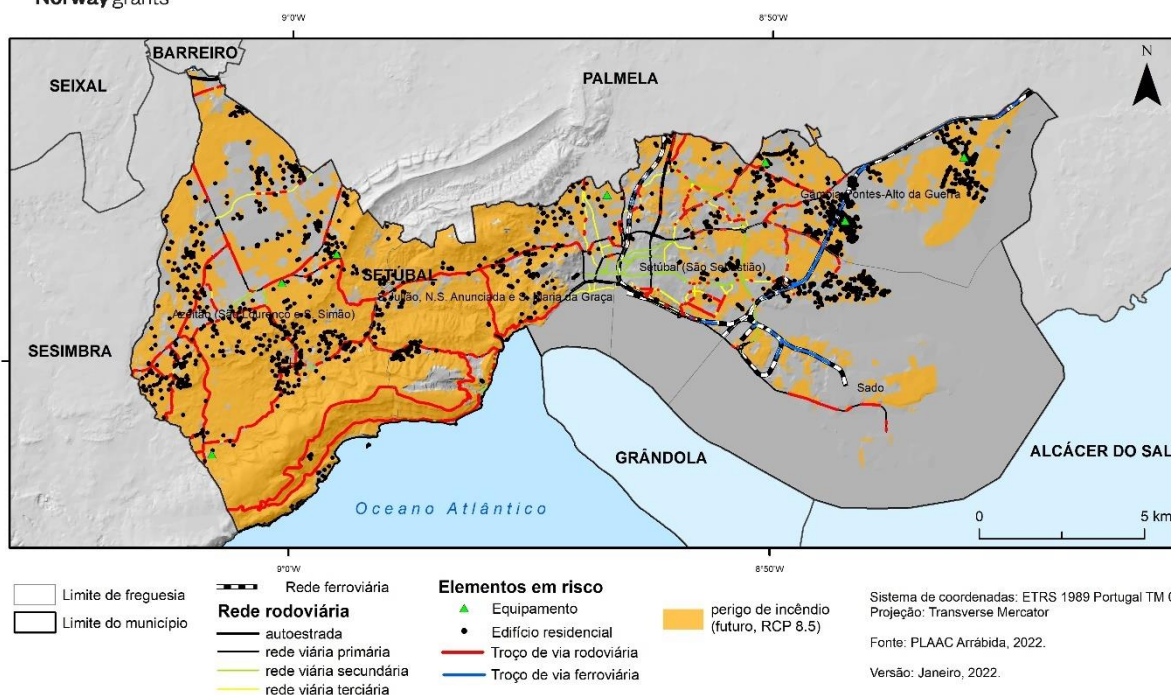 Norway grants
9°0'W
8°50'W
BARREIRO
SEIXAL
PALMELA
N
Gâmbia-Pontes-Alto da Guerra
SETÚBAL
Setúbal (São Sebastião)
S. Julião, N.S. Anunciada e S. Maria da Graça
Azeitão (São Lourenço e S. Simão)
SESIMBRA
Sado
GRÂNDOLA
ALCÁCER DO SAL
Oceano Atlântico
0
5 km
9°0'W
8°50'W
Limite de freguesia
Limite do município
Rede ferroviária
Rede rodoviária
autoestrada
rede viária primária
rede viária secundária
rede viária terciária
Elementos em risco
Equipamento
Edifício residencial
Troço de via rodoviária
Troço de via ferroviária
perigo de incêndio
(futuro, RCP 8.5)
Sistema de coordenadas: ETRS 1989 Portugal TM
Projeção: Transverse Mercator
Fonte: PLAAC Arrábida, 2022.
Versão: Janeiro, 2022.